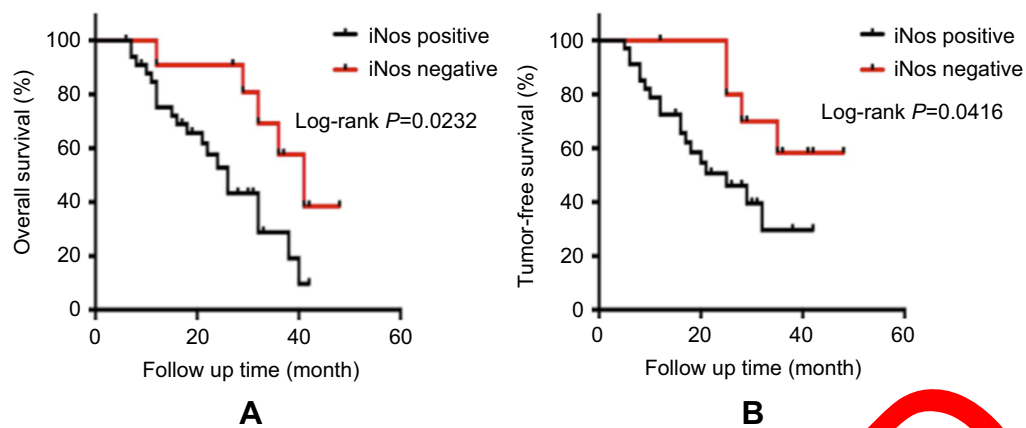 100
80
60
40
20
0
0 20 40 60
Overall survival (%)
Follow up time (month)
iNos positive
iNos negative
Log-rank P=0.0232
A
100
80
60
40
20
0
0 20 40 60
Tumor-free survival (%)
Follow up time (month)
iNos positive
iNos negative
Log-rank P=0.0416
B